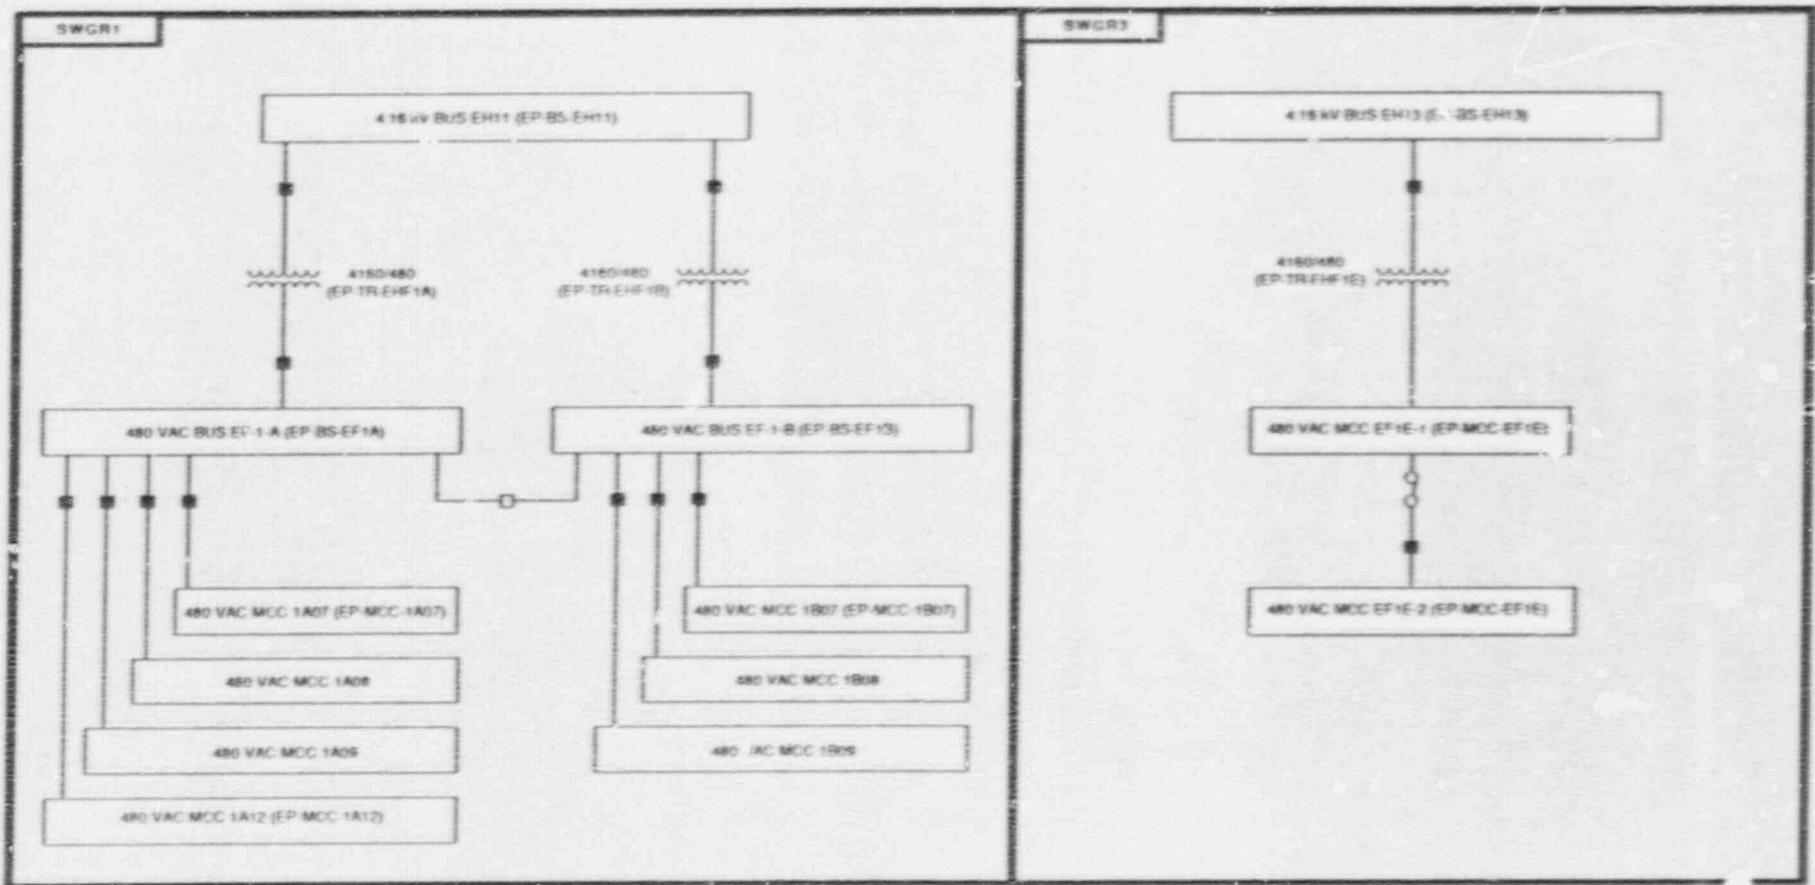 SWGR1
4.16 kV BUS EH11 (EP-BS-EH11)
4160/480
(EP-TR-EHF1A)
4160/480
(EP-TR-EHF1B)
480 VAC BUS EF-1-A (EP-BS-EF1A)
480 VAC BUS EF-1-B (EP-BS-EF1B)
480 VAC MCC 1A07 (EP-MCC-1A07)
480 VAC MCC 1A08
480 VAC MCC 1A09
480 VAC MCC 1A12 (EP-MCC-1A12)
480 VAC MCC 1B07 (EP-MCC-1B07)
480 VAC MCC 1B08
480 VAC MCC 1B09
SWGR3
4.16 kV BUS EH13 (EP-BS-EH13)
4160/480
(EP-TR-EHF1E)
480 VAC MCC EF1E-1 (EP-MCC-EF1E)
480 VAC MCC EF1E-2 (EP-MCC-EF1E)